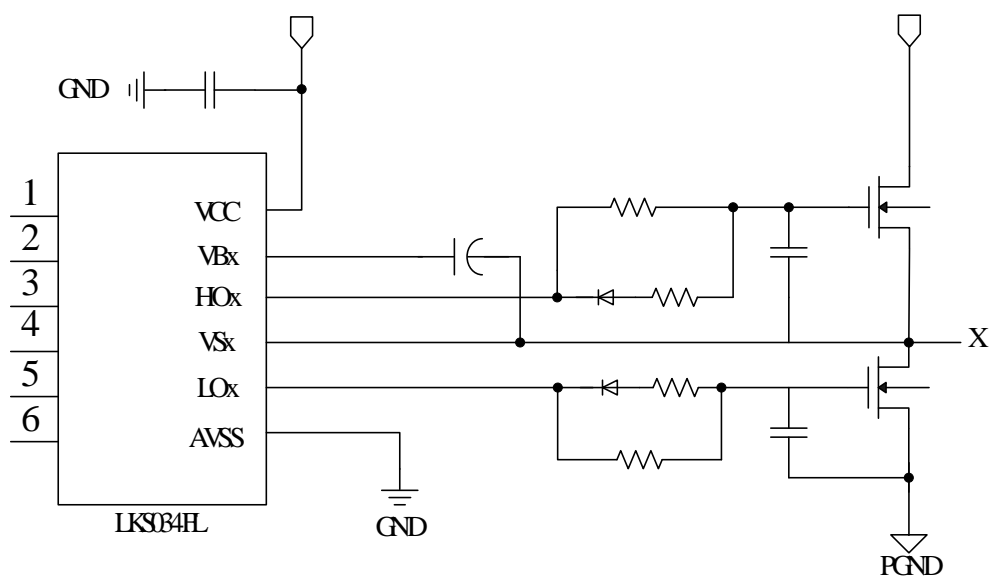 GND
1
2
3
4
5
6
VCC
VBx
HOx
VSx
LOx
AVSS
X
LKS034FL
GND
PGND